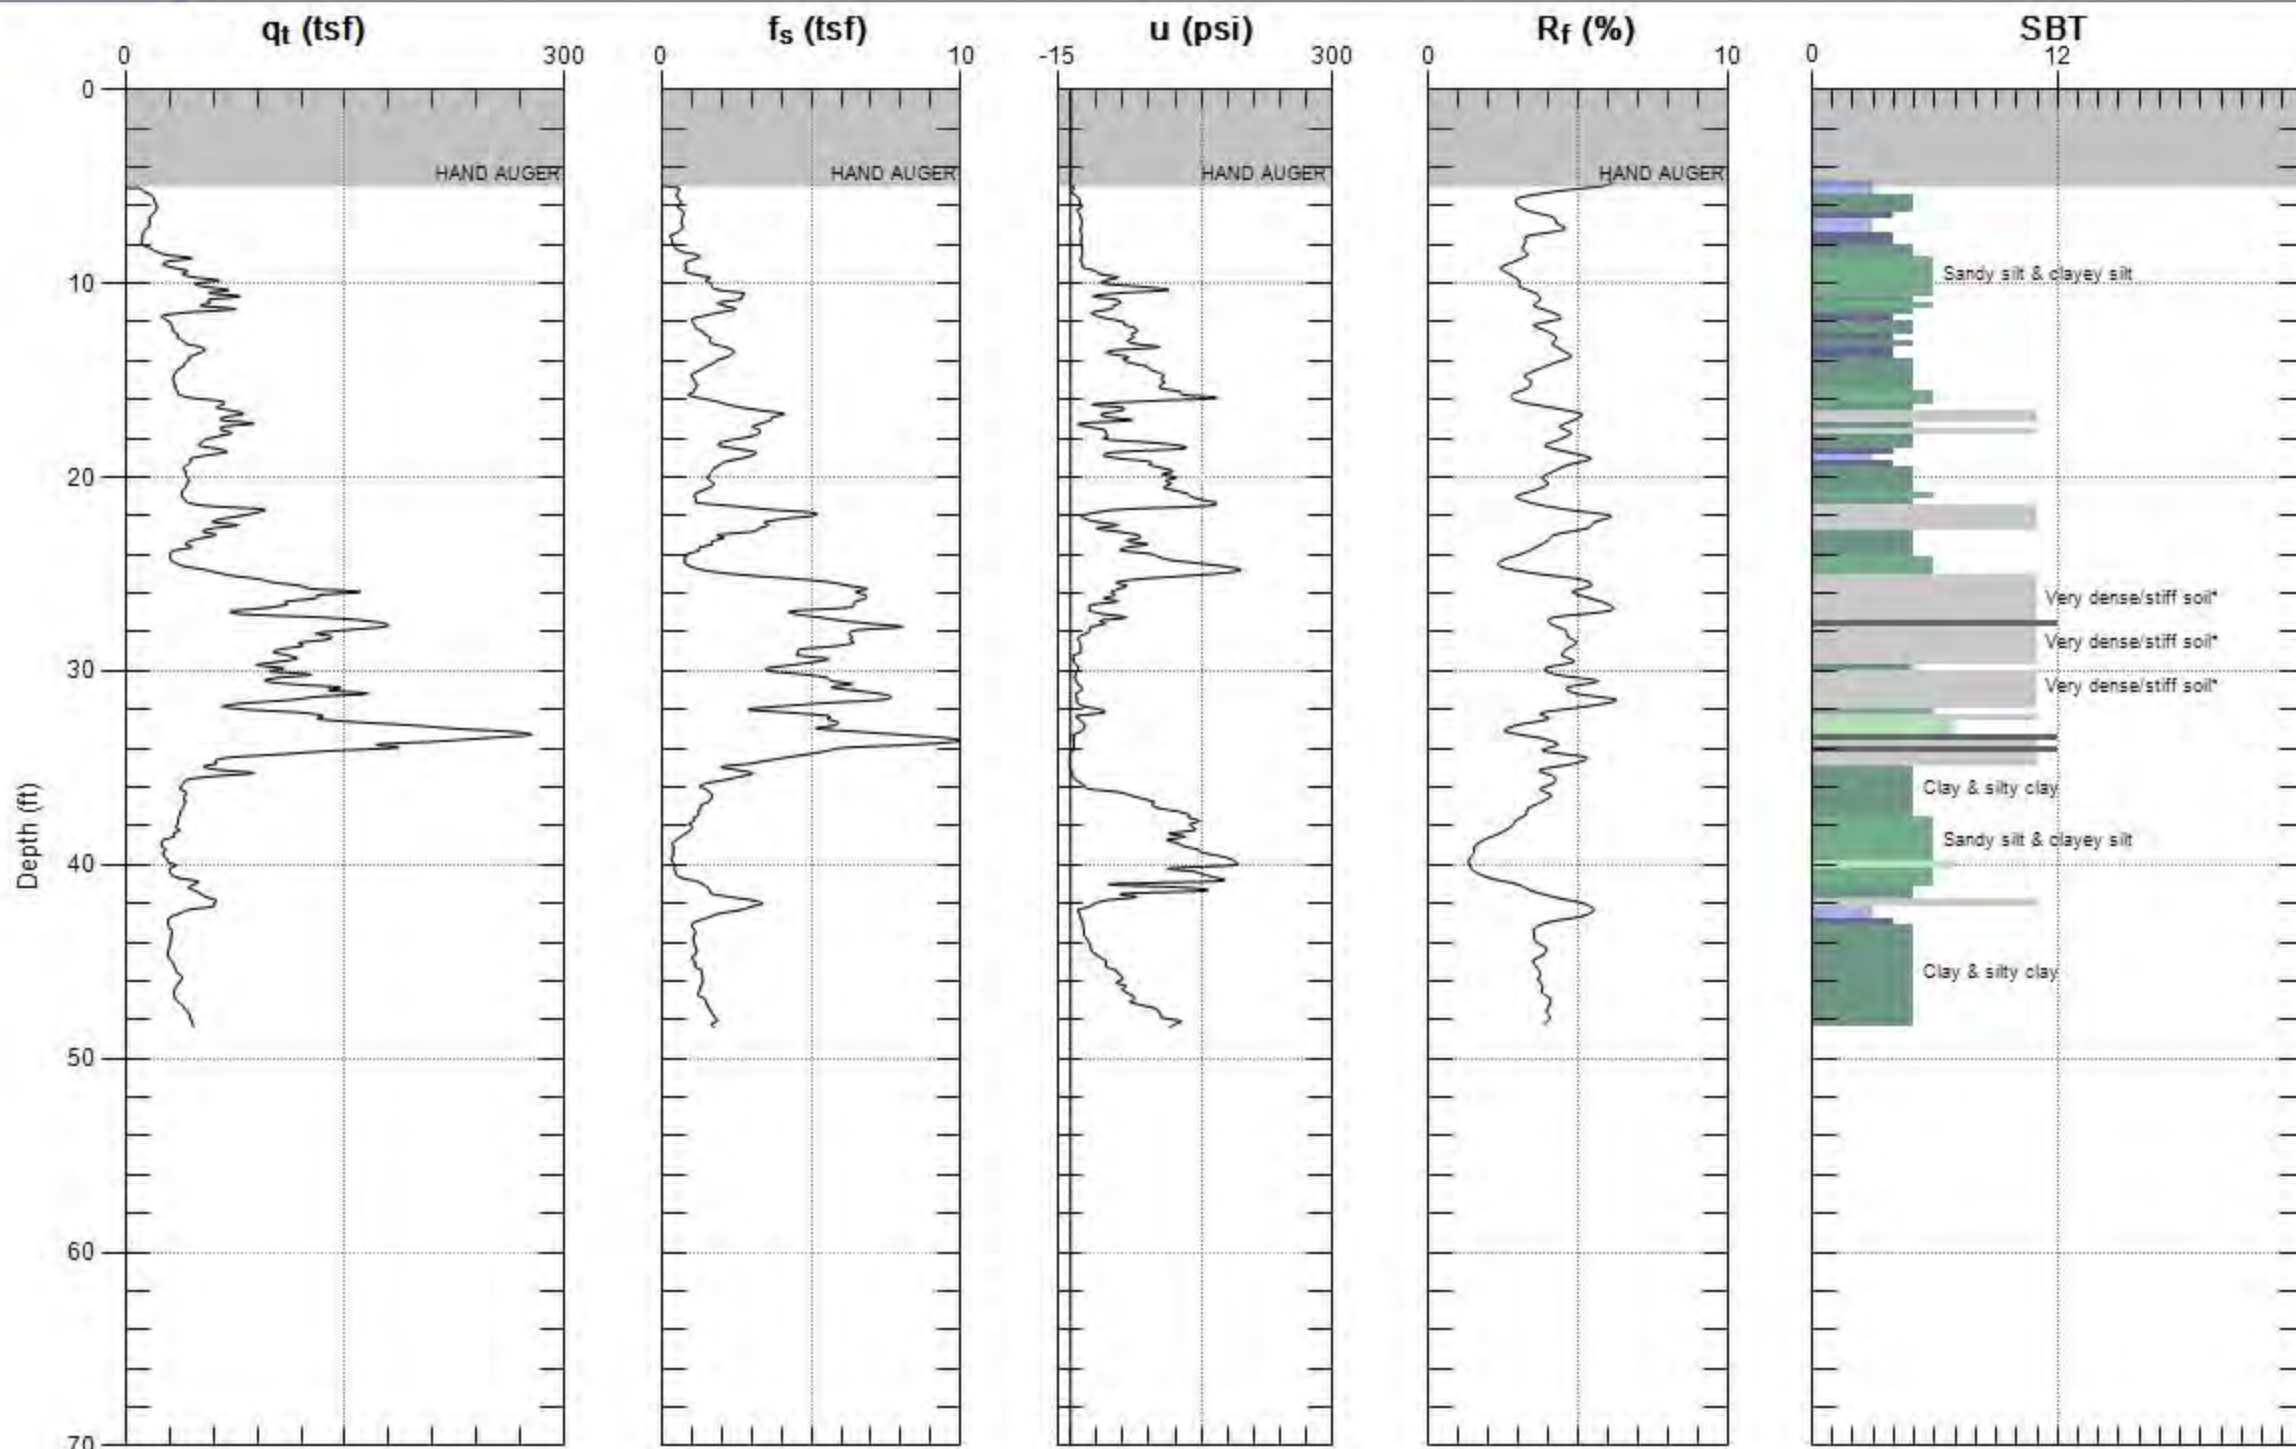 qt (tsf) fs (tsf) u (psi) Rf (%) SBT
0 300 0 10 -15 300 0 10 0 12
0
HAND AUGER HAND AUGER HAND AUGER HAND AUGER
Sandy silt & clayey silt
10
20
Very dense/stiff soil*
Very dense/stiff soil*
30
Very dense/stiff soil*
Clay & silty clay
Depth (ft)
Sandy silt & clayey silt
40
Clay & silty clay
50
60
70